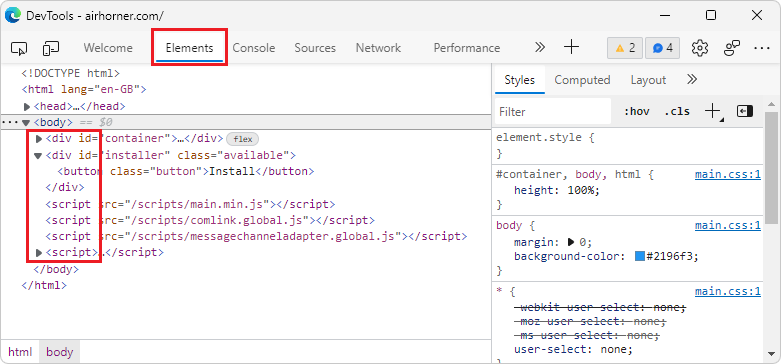 DevTools - airhorner.com/
Welcome Elements Console Sources Network Performance 2 4
<!DOCTYPE html>
<html lang="en-GB">
<head>…</head>
<body> == $0
<div id="container">…</div> flex
<div id="installer" class="available">
<button class="button">Install</button>
</div>
<script src="/scripts/main.min.js"></script>
<script src="/scripts/comlink.global.js"></script>
<script src="/scripts/messagechanneladapter.global.js"></script>
<script>…</script>
</body>
</html>
html body
Styles Computed Layout
Filter :hov .cls
element.style {
}
#container, body, html { main.css:1
height: 100%;
}
body { main.css:1
margin: 0;
background-color: #2196f3;
}
* { main.css:1
-webkit-user-select: none;
-moz-user-select: none;
-ms-user-select: none;
user-select: none;